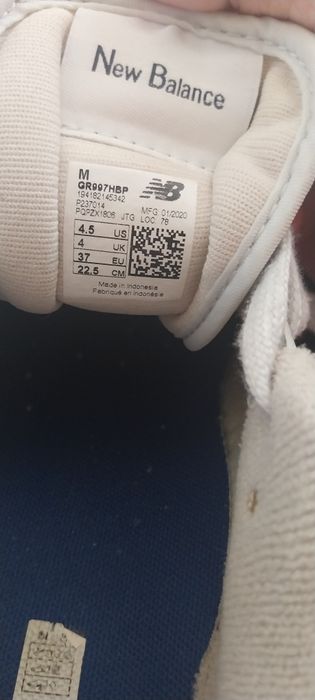 New Balance
M
GR997HBP
194182145342
P237014 MFG 01/2020
PQPZX1806 JTG LOC: 78
4.5 US
4 UK
37 EU
22.5 CM
Made in Indonesia
Fabriqué en Indonésie